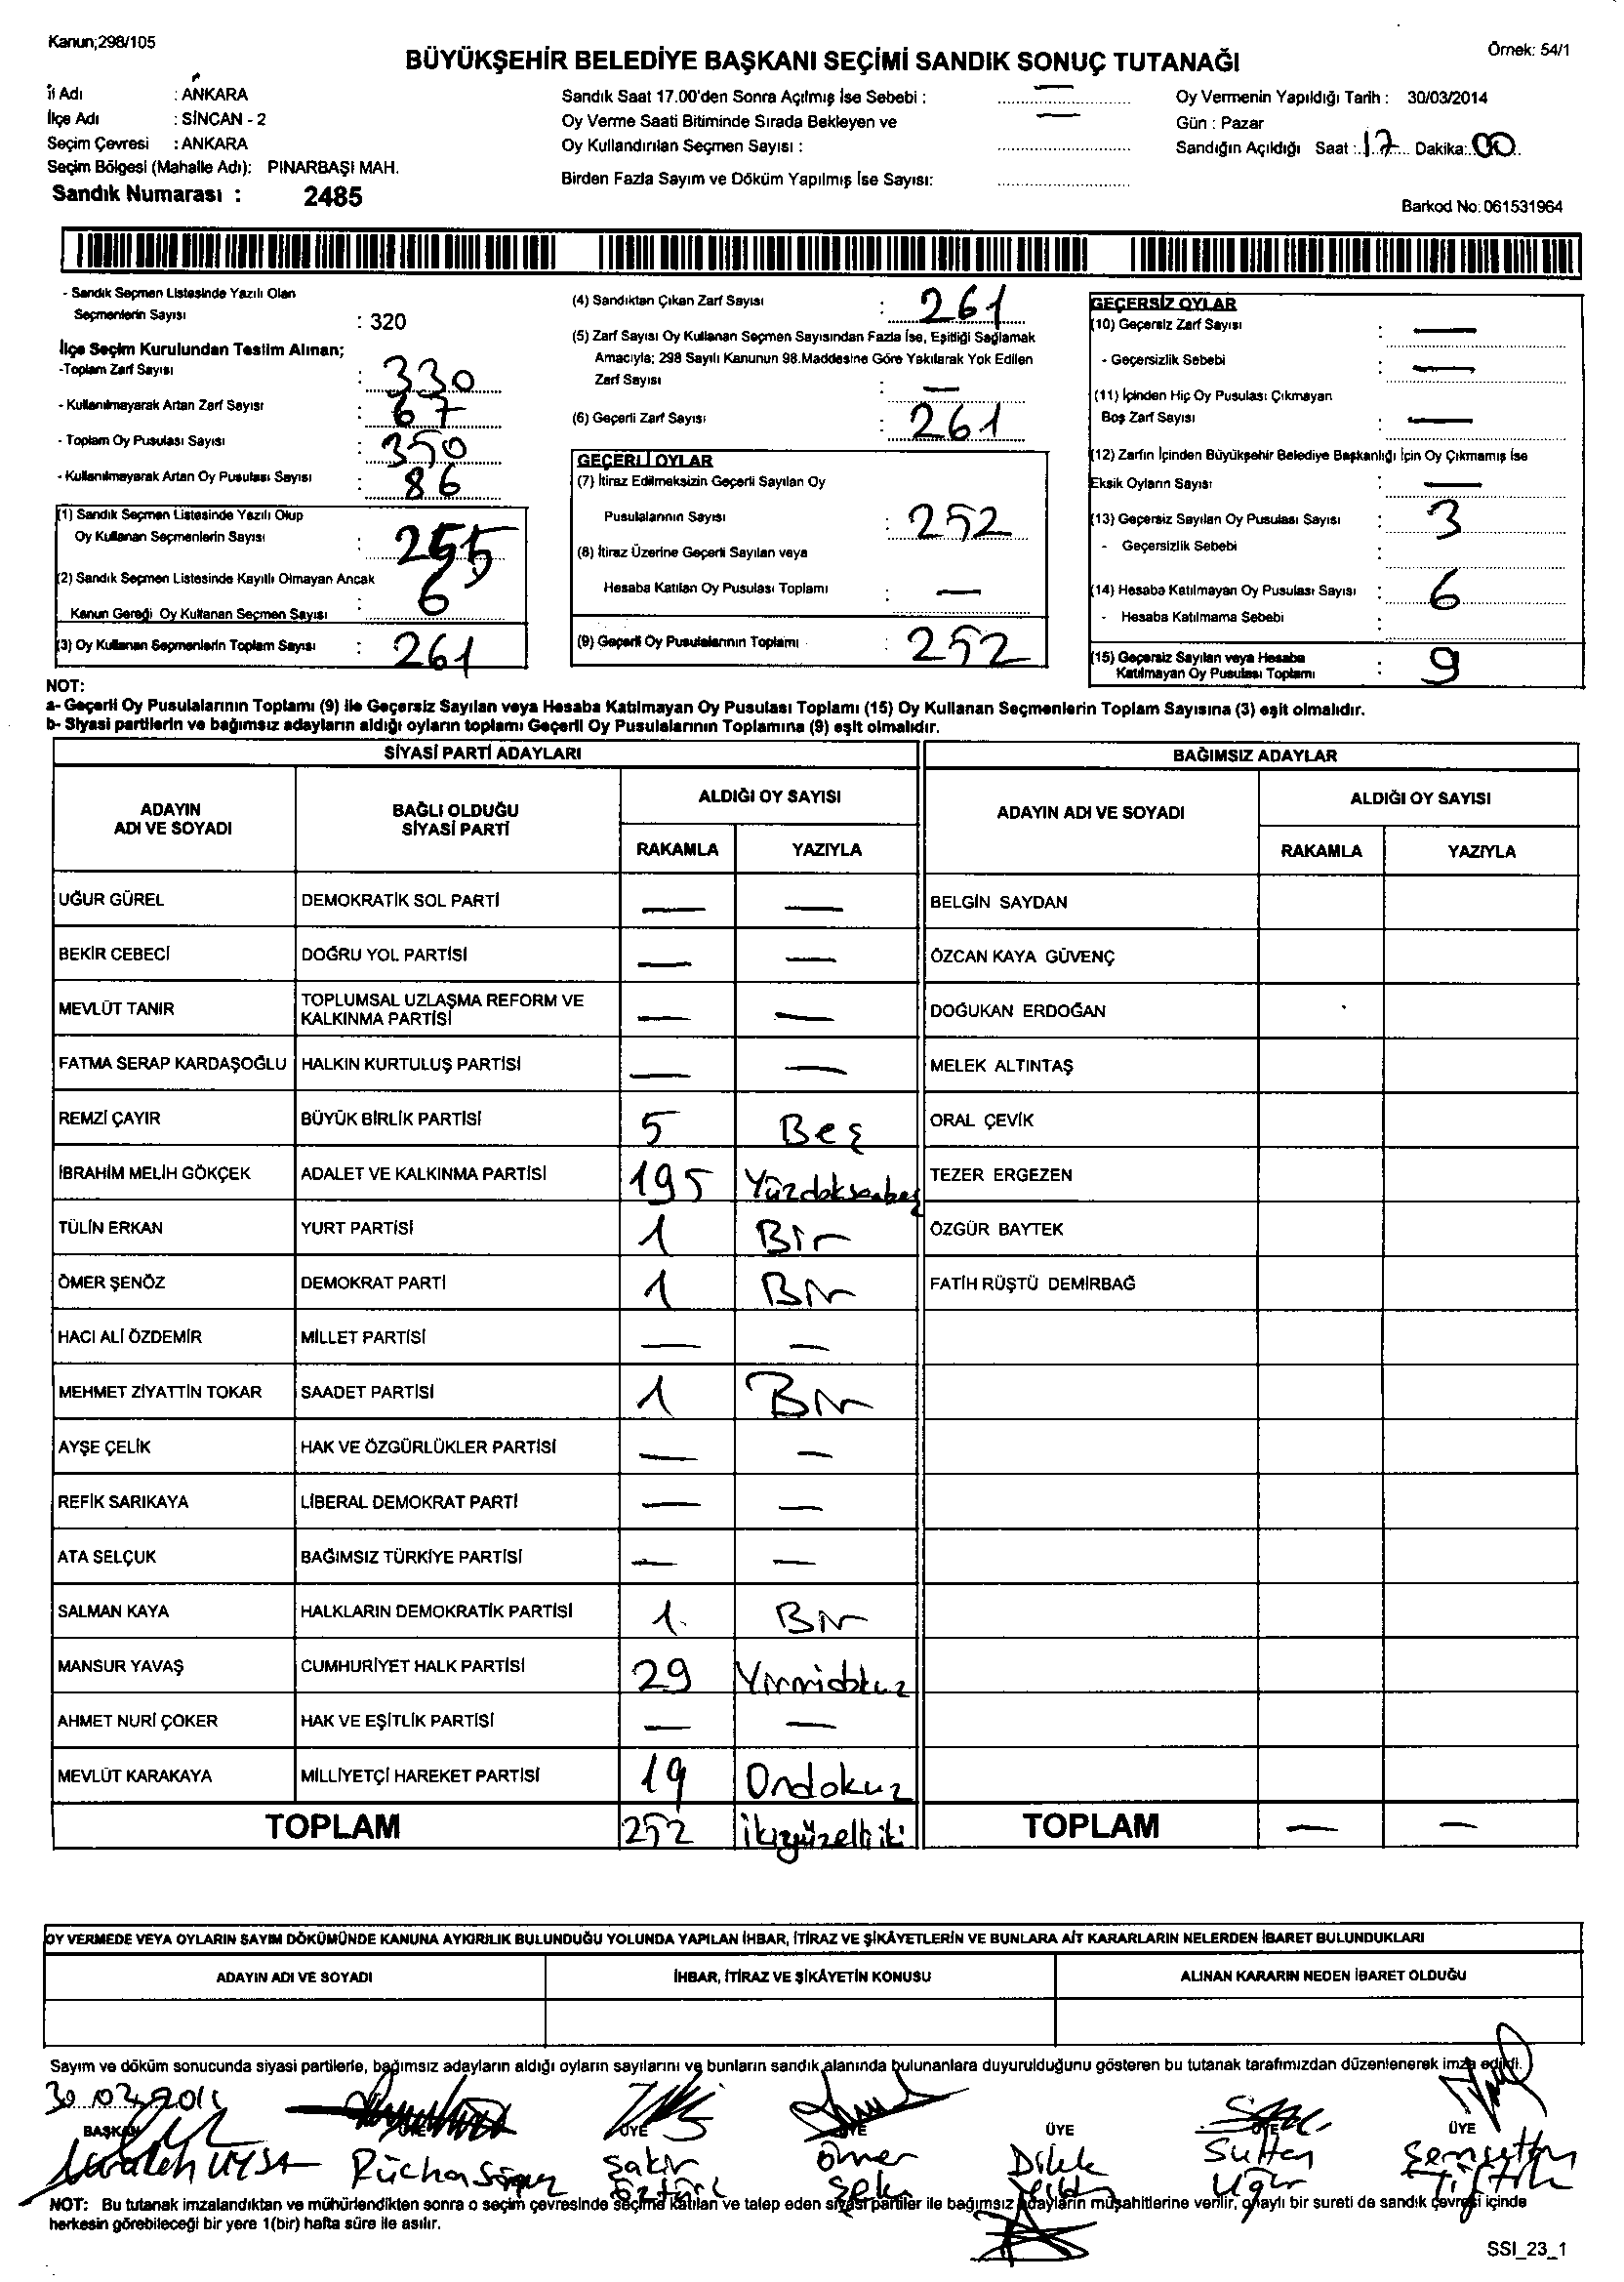 Kanun;298/105
Örnek: 54/1
BÜYÜKŞEHİR BELEDİYE BAŞKANI SEÇİMİ SANDIK SONUÇ TUTANAĞI
İl Adı : ANKARA
İlçe Adı : SİNCAN - 2
Seçim Çevresi : ANKARA
Seçim Bölgesi (Mahalle Adı): PINARBAŞI MAH.
Sandık Numarası : 2485
Sandık Saat 17.00'den Sonra Açılmış İse Sebebi : —
Oy Verme Saati Bitiminde Sırada Bekleyen ve —
Oy Kullandırılan Seçmen Sayısı :
Birden Fazla Sayım ve Döküm Yapılmış İse Sayısı:
Oy Vermenin Yapıldığı Tarih : 30/03/2014
Gün : Pazar
Sandığın Açıldığı Saat : 17 Dakika: 00
Barkod No: 061531964
- Sandık Seçmen Listesinde Yazılı Olan
Seçmenlerin Sayısı : 320
İlçe Seçim Kurulundan Teslim Alınan;
-Toplam Zarf Sayısı : 330
- Kullanılmayarak Artan Zarf Sayısı : 67
- Toplam Oy Pusulası Sayısı : 350
- Kullanılmayarak Artan Oy Pusulası Sayısı : 86
(1) Sandık Seçmen Listesinde Yazılı Olup
Oy Kullanan Seçmenlerin Sayısı : 255
(2) Sandık Seçmen Listesinde Kayıtlı Olmayan Ancak
Kanun Gereği Oy Kullanan Seçmen Sayısı : 6
(3) Oy Kullanan Seçmenlerin Toplam Sayısı : 261
(4) Sandıktan Çıkan Zarf Sayısı : 261
(5) Zarf Sayısı Oy Kullanan Seçmen Sayısından Fazla İse, Eşitliği Sağlamak
Amacıyla; 298 Sayılı Kanunun 98.Maddesine Göre Yakılarak Yok Edilen
Zarf Sayısı : —
(6) Geçerli Zarf Sayısı : 261
GEÇERLİ OYLAR
(7) İtiraz Edilmeksizin Geçerli Sayılan Oy
Pusulalarının Sayısı : 252
(8) İtiraz Üzerine Geçerli Sayılan veya
Hesaba Katılan Oy Pusulası Toplamı : —
(9) Geçerli Oy Pusulalarının Toplamı : 252
GEÇERSİZ OYLAR
(10) Geçersiz Zarf Sayısı : —
- Geçersizlik Sebebi : —
(11) İçinden Hiç Oy Pusulası Çıkmayan
Boş Zarf Sayısı : —
(12) Zarfın İçinden Büyükşehir Belediye Başkanlığı İçin Oy Çıkmamış İse
Eksik Oyların Sayısı : —
(13) Geçersiz Sayılan Oy Pusulası Sayısı : 3
- Geçersizlik Sebebi :
(14) Hesaba Katılmayan Oy Pusulası Sayısı : 6
- Hesaba Katılmama Sebebi :
(15) Geçersiz Sayılan veya Hesaba
Katılmayan Oy Pusulası Toplamı : 9
NOT:
a- Geçerli Oy Pusulalarının Toplamı (9) ile Geçersiz Sayılan veya Hesaba Katılmayan Oy Pusulası Toplamı (15) Oy Kullanan Seçmenlerin Toplam Sayısına (3) eşit olmalıdır.
b- Siyasi partilerin ve bağımsız adayların aldığı oyların toplamı Geçerli Oy Pusulalarının Toplamına (9) eşit olmalıdır.
SİYASİ PARTİ ADAYLARI
ADAYIN ADI VE SOYADI
BAĞLI OLDUĞU SİYASİ PARTİ
ALDIĞI OY SAYISI
RAKAMLA YAZIYLA
UĞUR GÜREL DEMOKRATİK SOL PARTİ — —
BEKİR CEBECİ DOĞRU YOL PARTİSİ — —
MEVLÜT TANIR TOPLUMSAL UZLAŞMA REFORM VE KALKINMA PARTİSİ — —
FATMA SERAP KARDAŞOĞLU HALKIN KURTULUŞ PARTİSİ — —
REMZİ ÇAYIR BÜYÜK BİRLİK PARTİSİ 5 Beş
İBRAHİM MELİH GÖKÇEK ADALET VE KALKINMA PARTİSİ 195 Yüzdoksanbeş
TÜLİN ERKAN YURT PARTİSİ 1 Bir
ÖMER ŞENÖZ DEMOKRAT PARTİ 1 Bir
HACI ALİ ÖZDEMİR MİLLET PARTİSİ — —
MEHMET ZİYATTİN TOKAR SAADET PARTİSİ 1 Bir
AYŞE ÇELİK HAK VE ÖZGÜRLÜKLER PARTİSİ — —
REFİK SARIKAYA LİBERAL DEMOKRAT PARTİ — —
ATA SELÇUK BAĞIMSIZ TÜRKİYE PARTİSİ — —
SALMAN KAYA HALKLARIN DEMOKRATİK PARTİSİ 1 Bir
MANSUR YAVAŞ CUMHURİYET HALK PARTİSİ 29 Yirmidokuz
AHMET NURİ ÇOKER HAK VE EŞİTLİK PARTİSİ — —
MEVLÜT KARAKAYA MİLLİYETÇİ HAREKET PARTİSİ 19 Ondokuz
TOPLAM 252 ikiyüzelliiki
BAĞIMSIZ ADAYLAR
ADAYIN ADI VE SOYADI
ALDIĞI OY SAYISI
RAKAMLA YAZIYLA
BELGİN SAYDAN
ÖZCAN KAYA GÜVENÇ
DOĞUKAN ERDOĞAN
MELEK ALTINTAŞ
ORAL ÇEVİK
TEZER ERGEZEN
ÖZGÜR BAYTEK
FATİH RÜŞTÜ DEMİRBAĞ
TOPLAM — —
OY VERMEDE VEYA OYLARIN SAYIM DÖKÜMÜNDE KANUNA AYKIRILIK BULUNDUĞU YOLUNDA YAPILAN İHBAR, İTİRAZ VE ŞİKÂYETLERİN VE BUNLARA AİT KARARLARIN NELERDEN İBARET BULUNDUKLARI
ADAYIN ADI VE SOYADI İHBAR, İTİRAZ VE ŞİKÂYETİN KONUSU ALINAN KARARIN NEDEN İBARET OLDUĞU
Sayım ve döküm sonucunda siyasi partilerle, bağımsız adayların aldığı oyların sayılarını ve bunların sandık alanında bulunanlara duyurulduğunu gösteren bu tutanak tarafımızdan düzenlenerek imza edildi.
30.03.2014
BAŞKAN ÜYE ÜYE ÜYE ÜYE ÜYE
UYSAL Şakir Ömer Dilek Sultan
Öztürk Uğur
NOT: Bu tutanak imzalandıktan ve mühürlendikten sonra o seçim çevresinde seçime katılan ve talep eden siyasi partiler ile bağımsız adayların müşahitlerine verilir, onaylı bir sureti de sandık çevresi içinde
herkesin görebileceği bir yere 1(bir) hafta süre ile asılır.
SSI_23_1